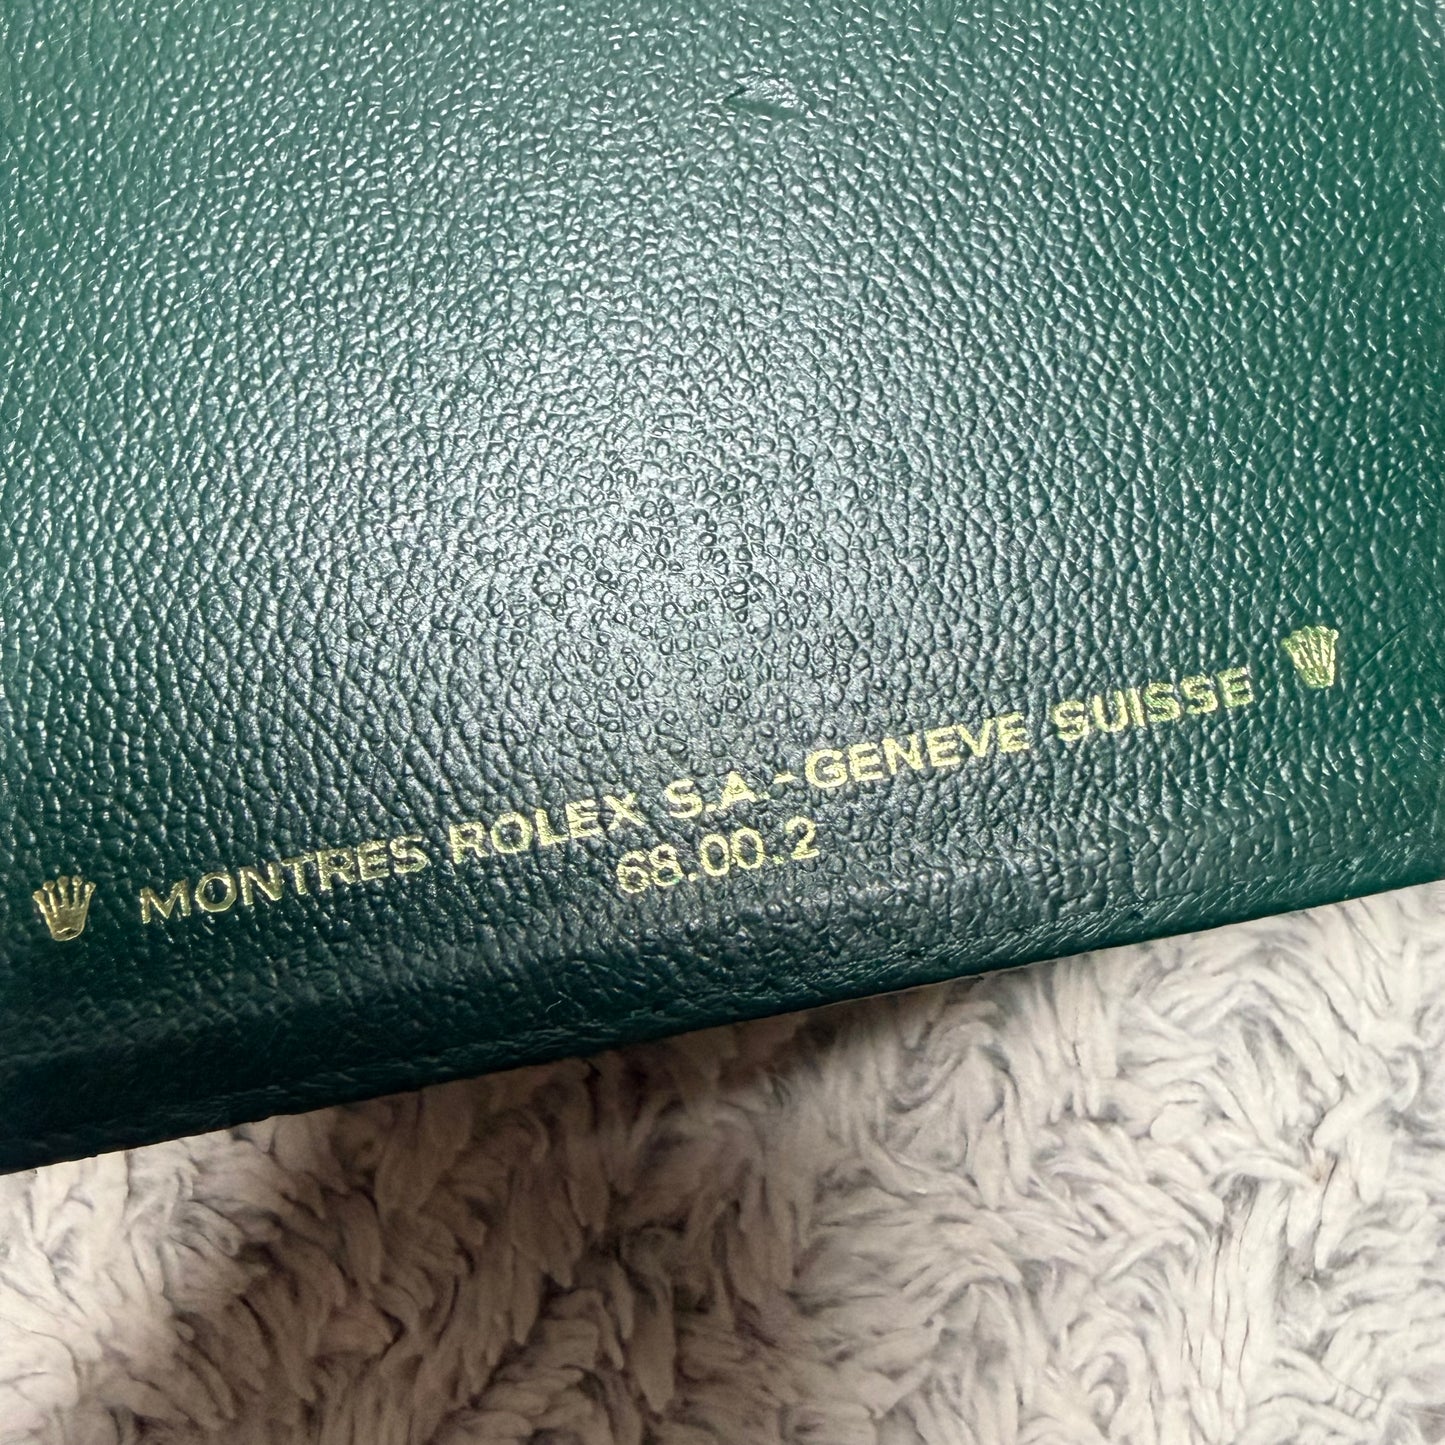 MONTRES ROLEX S.A.-GENEVE SUISSE
68.00.2